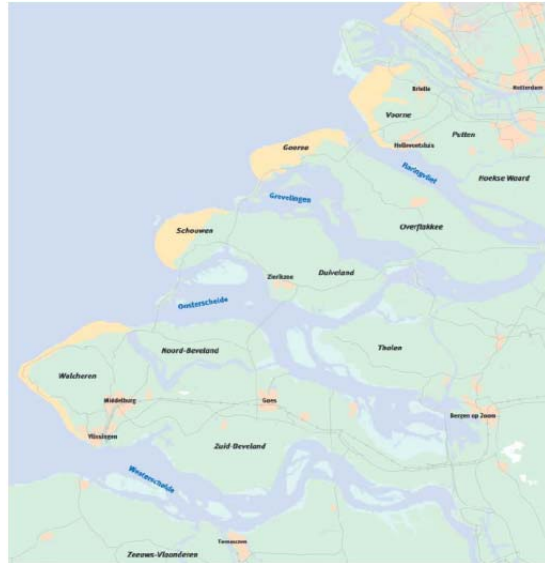 Rotterdam
Brielle
Voorne
Putten
Hellevoetsluis
Goeree
Haringvliet
Hoekse Waard
Grevelingen
Overflakkee
Schouwen
Zierikzee
Duiveland
Oosterschelde
Tholen
Noord-Beveland
Walcheren
Middelburg
Goes
Bergen op Zoom
Vlissingen
Zuid-Beveland
Westerschelde
Terneuzen
Zeeuws-Vlaanderen